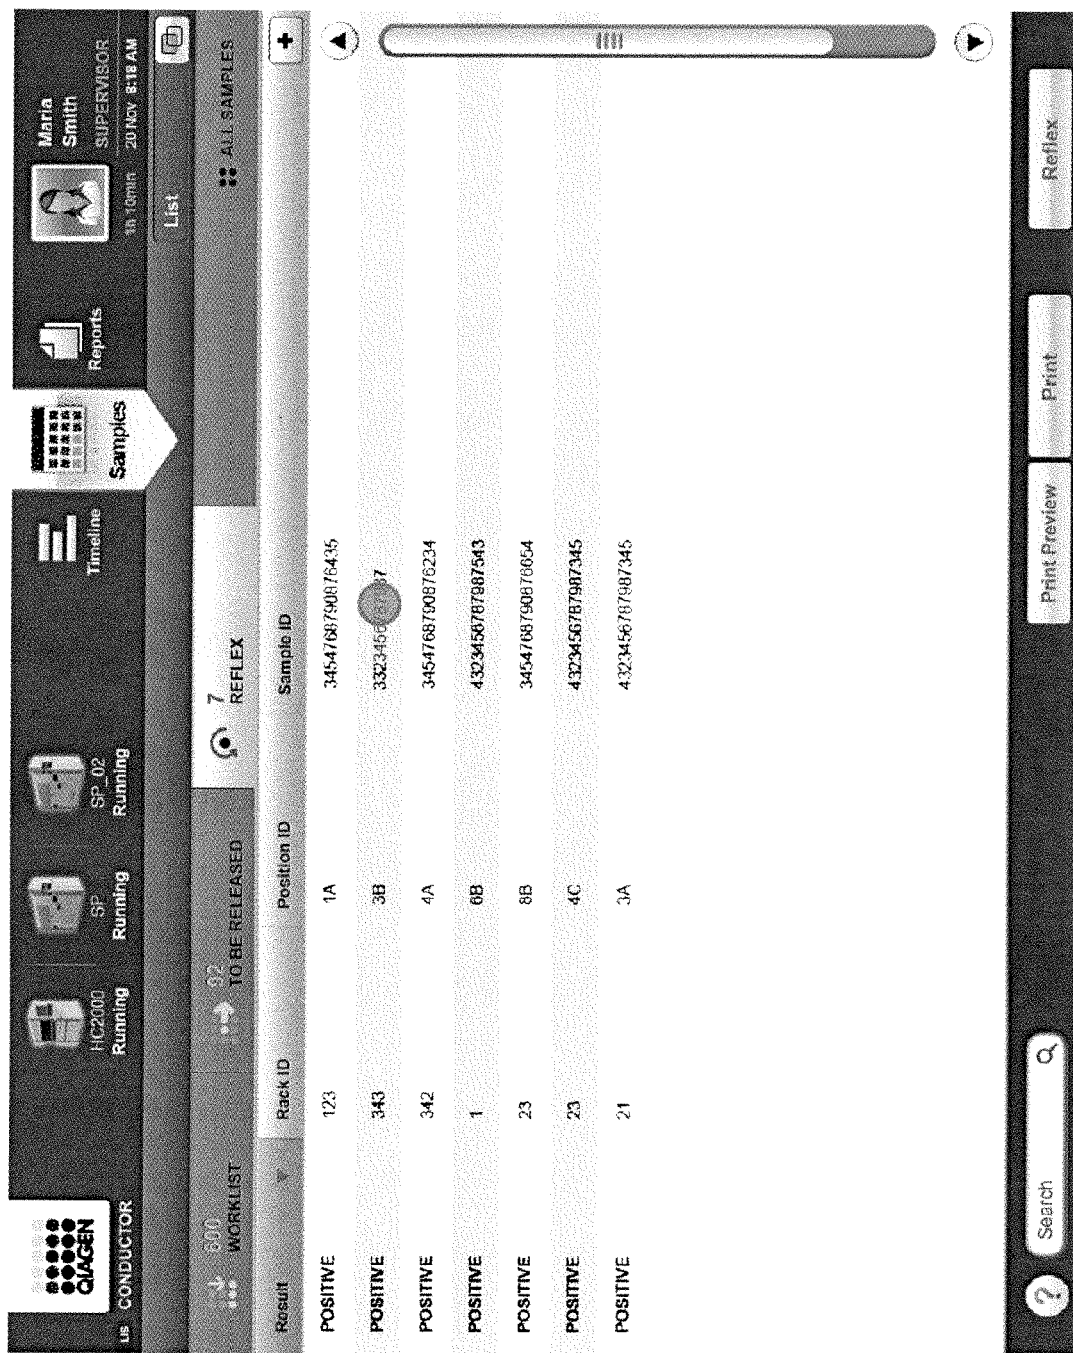 QIAGEN
LIS CONDUCTOR
HC2000
Running
SP
Running
SP_02
Running
Timeline
Samples
Reports
Maria
Smith
SUPERVISOR
1h 10min 20 Nov 8:18 AM
List
600
WORKLIST
92
TO BE RELEASED
7
REFLEX
ALL SAMPLES
Result Rack ID Position ID Sample ID +
POSITIVE 123 1A 3454768790876435
POSITIVE 343 3B
POSITIVE 342 4A 3454768790876234
POSITIVE 1 6B 4323456787987543
POSITIVE 23 8B 3454768790876654
POSITIVE 23 4C 4323456787987345
POSITIVE 21 3A 4323456787987345
? Search Print Preview Print Reflex